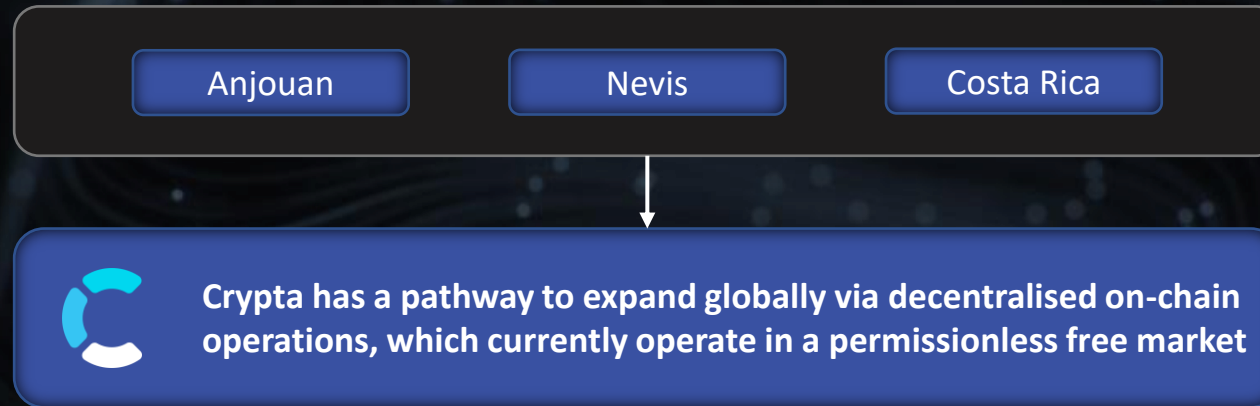 Anjouan
Nevis
Costa Rica
Crypta has a pathway to expand globally via decentralised on-chain
operations, which currently operate in a permissionless free market